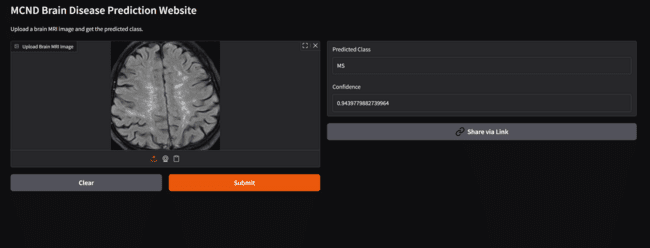 MCND Brain Disease Prediction Website
Upload a brain MRI image and get the predicted class.
Upload Brain MRI Image
Predicted Class
MS
Confidence
0.9439779882739964
Share via Link
Clear
Submit